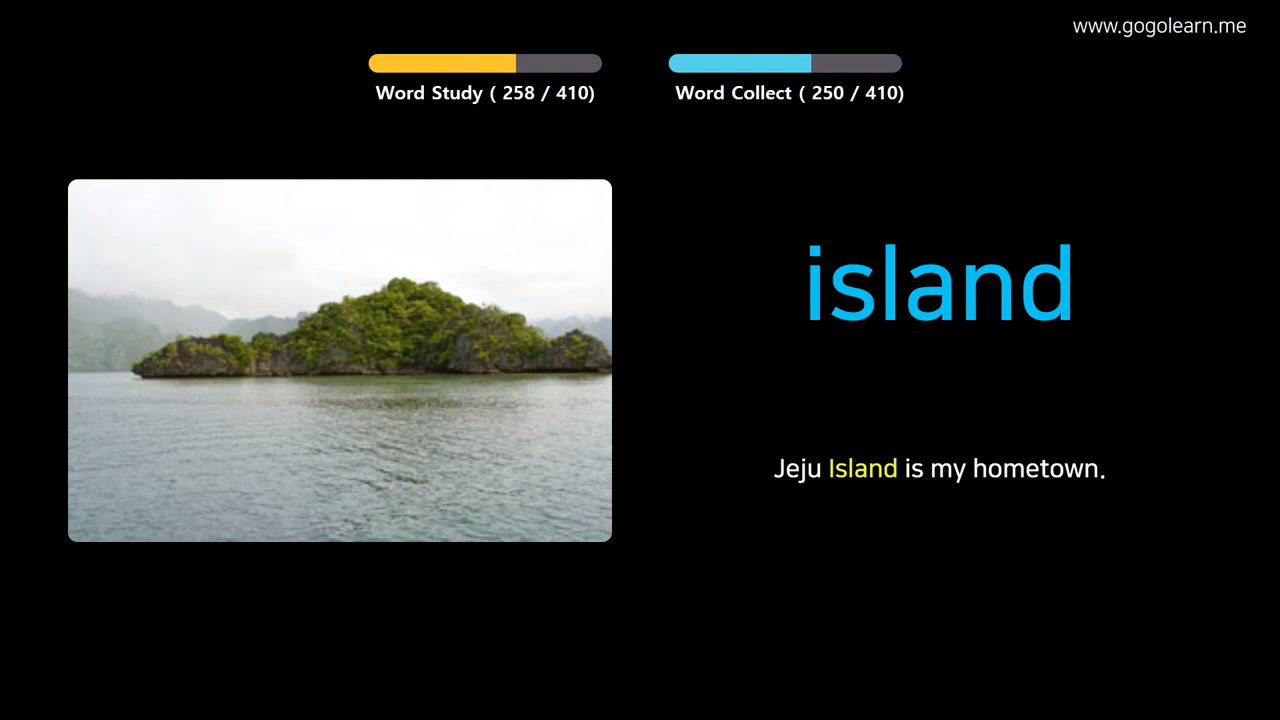 www.gogolearn.me
Word Study ( 258 / 410)
Word Collect ( 250 / 410)
island
Jeju Island is my hometown.